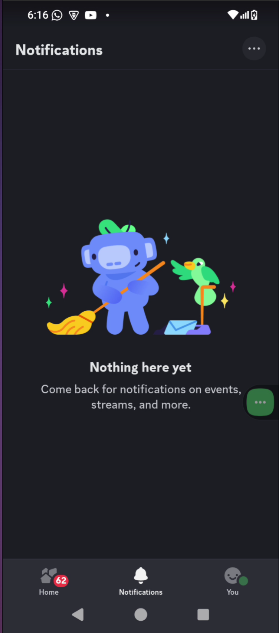 6:16
Notifications
Nothing here yet
Come back for notifications on events,
streams, and more.
62
Home
Notifications
You